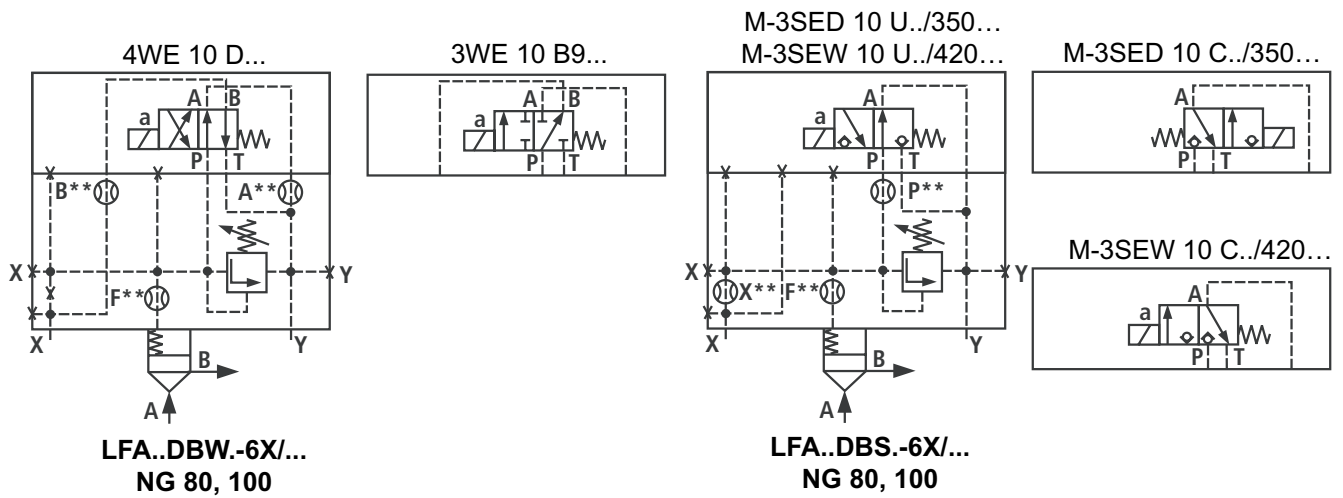 4WE 10 D...
3WE 10 B9...
M-3SED 10 U../350...
M-3SEW 10 U../420...
M-3SED 10 C../350...
A B
a
P T
B**
A**
X
Y
F**
X
Y
B
A
LFA..DBW.-6X/...
NG 80, 100
A B
a
P T
A
a
P T
P**
X
Y
X**
F**
X
Y
B
A
LFA..DBS.-6X/...
NG 80, 100
A
a
P T
M-3SEW 10 C../420...
A
a
P T